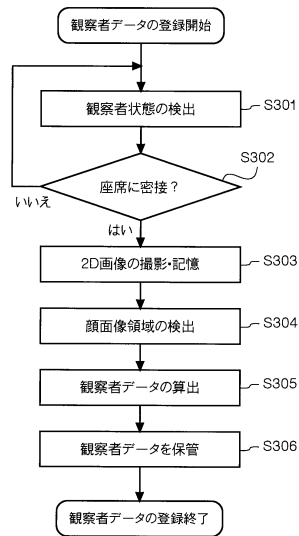 観察者データの登録開始
観察者状態の検出
S301
S302
座席に密接？
いいえ
はい
2D画像の撮影・記憶
S303
顔面像領域の検出
S304
観察者データの算出
S305
観察者データを保管
S306
観察者データの登録終了